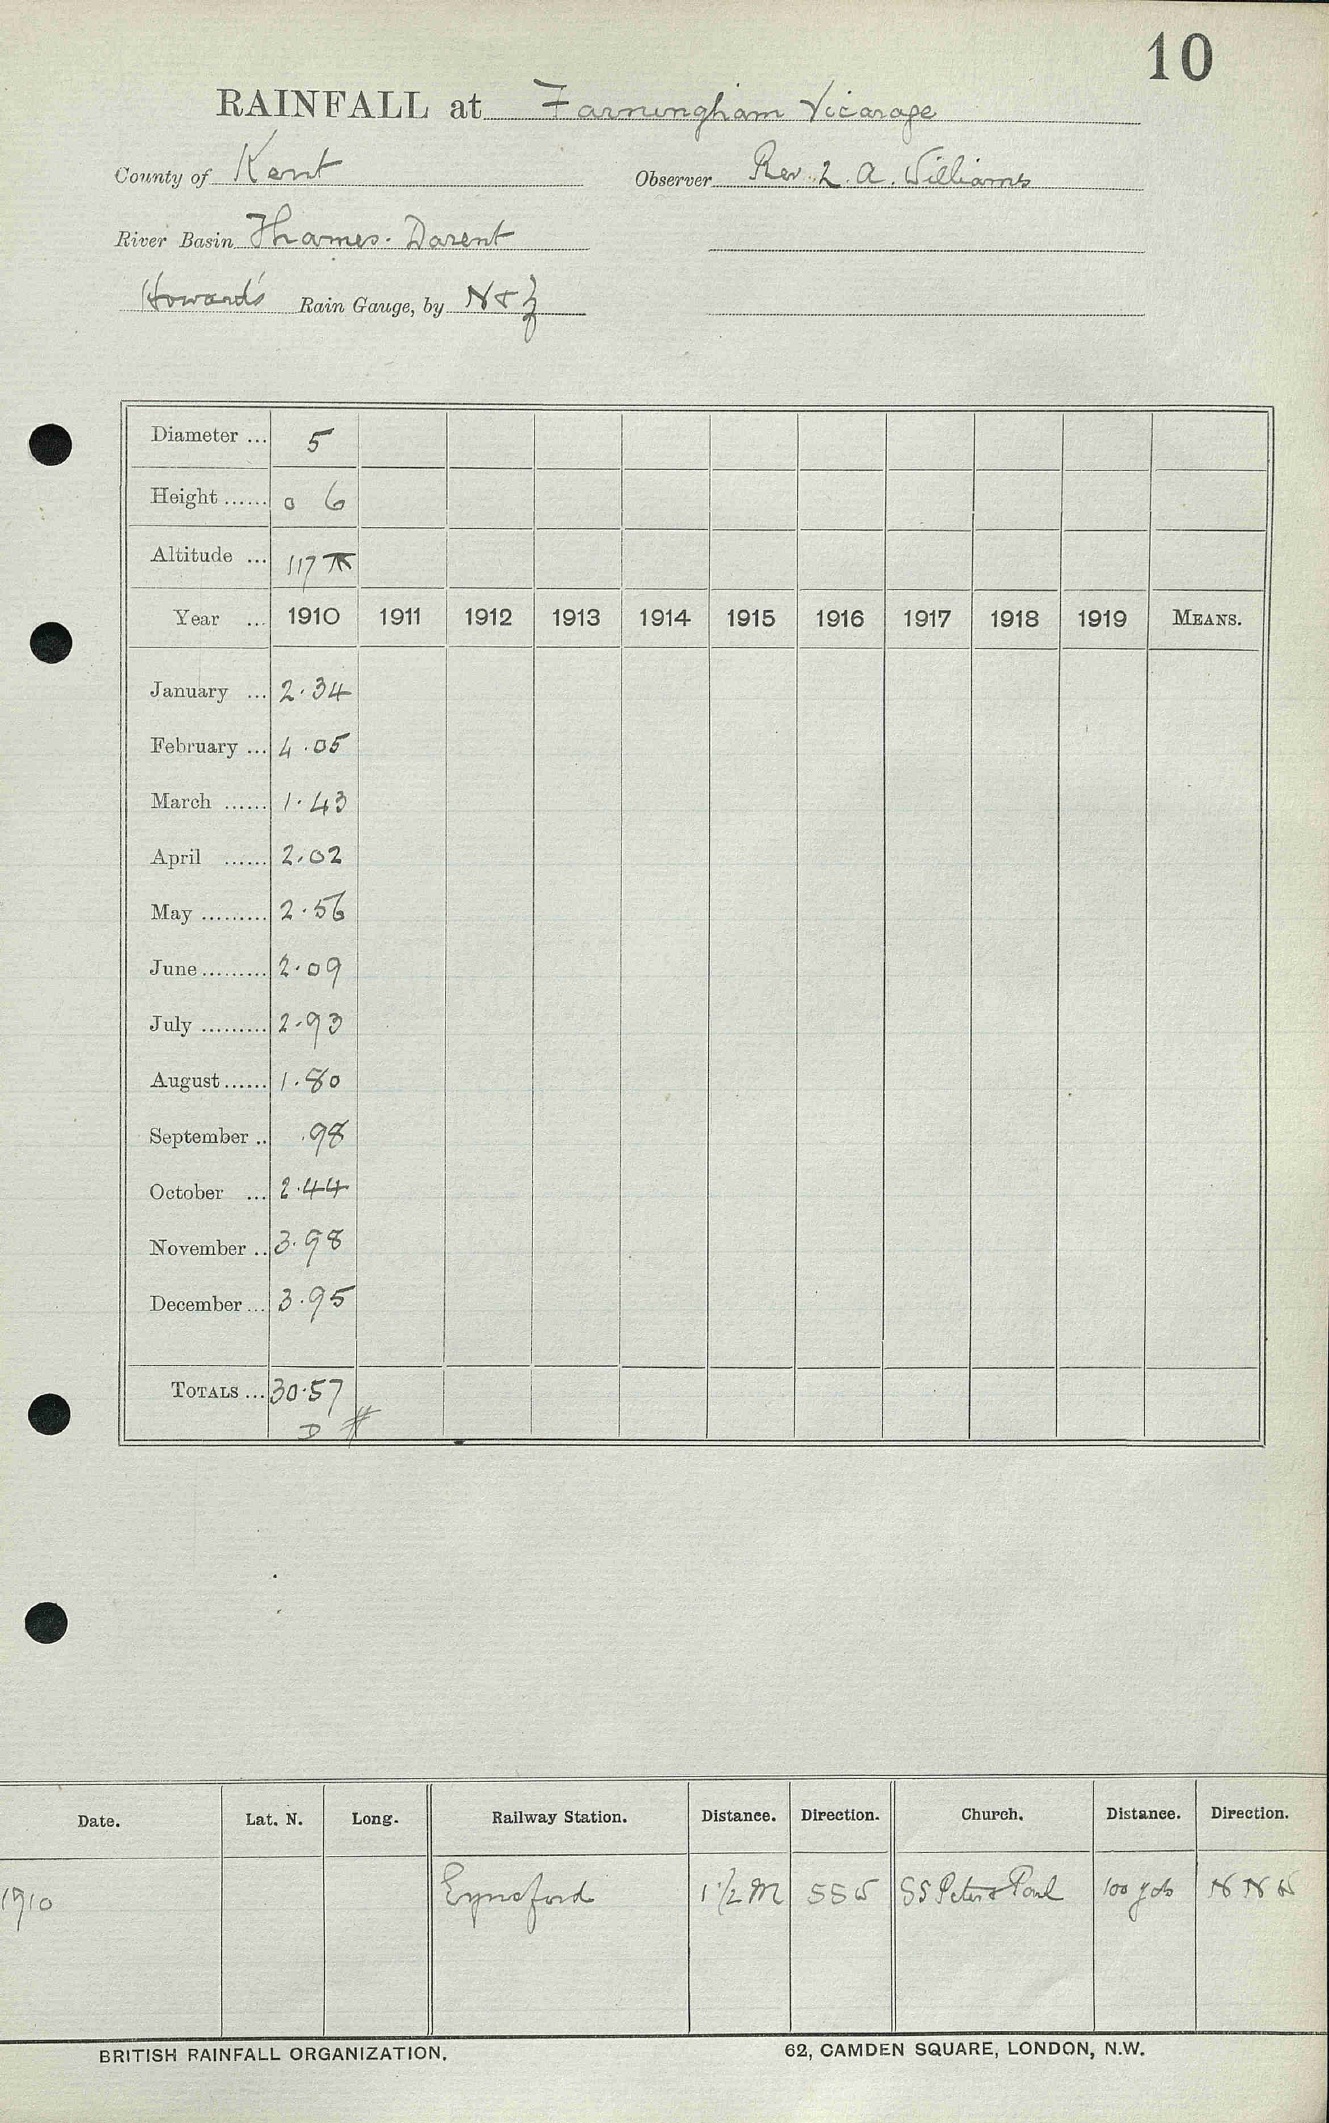 10
RAINFALL at Farningham Vicarage
County of Kent Observer Rev. L. A. Williams
River Basin Thames. Darent
Howard's Rain Gauge, by N & Z
Diameter ... 5
Height ...... 0 6
Altitude ... 117
Year ... 1910 1911 1912 1913 1914 1915 1916 1917 1918 1919 MEANS.
January ... 2.34
February ... 4.05
March ...... 1.43
April ...... 2.02
May ......... 2.56
June ......... 2.09
July ......... 2.93
August ...... 1.80
September .. .98
October ... 2.44
November .. 3.98
December ... 3.95
TOTALS ... 30.57
D #
Date. Lat. N. Long. Railway Station. Distance. Direction. Church. Distance. Direction.
1910 Eynsford 1 1/2 M SSW SS Peter & Paul 100 yds NNW
BRITISH RAINFALL ORGANIZATION. 62, CAMDEN SQUARE, LONDON, N.W.